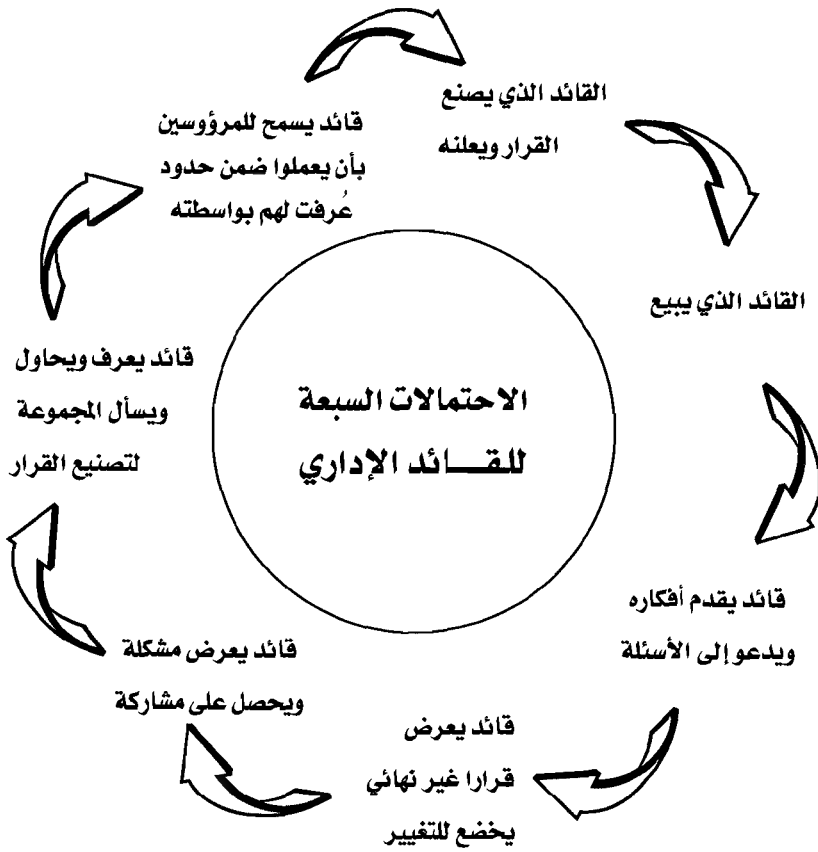 الاحتمالات السبعة
للقـــائد الإداري
القائد الذي يصنع
القرار ويعلنه
القائد الذي يبيع
قائد يقدم أفكاره
ويدعو إلى الأسئلة
قائد يعرض
قرارا غير نهائي
يخضع للتغيير
قائد يعرض مشكلة
ويحصل على مشاركة
قائد يعرف ويحاول
ويسأل المجموعة
لتصنيع القرار
قائد يسمح للمرؤوسين
بأن يعملوا ضمن حدود
عُرفت لهم بواسطته